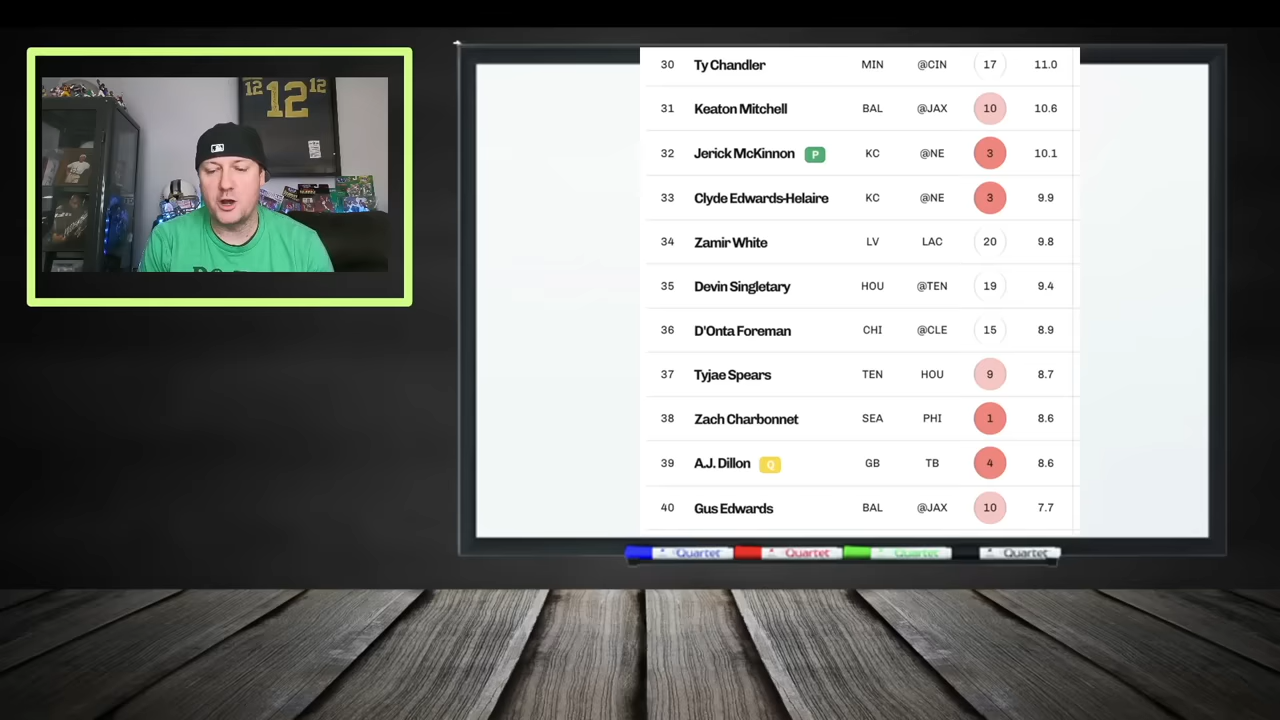 12 12 12
30 Ty Chandler MIN @CIN 17 11.0
31 Keaton Mitchell BAL @JAX 10 10.6
32 Jerick McKinnon P KC @NE 3 10.1
33 Clyde Edwards-Helaire KC @NE 3 9.9
34 Zamir White LV LAC 20 9.8
35 Devin Singletary HOU @TEN 19 9.4
36 D'Onta Foreman CHI @CLE 15 8.9
37 Tyjae Spears TEN HOU 9 8.7
38 Zach Charbonnet SEA PHI 1 8.6
39 A.J. Dillon Q GB TB 4 8.6
40 Gus Edwards BAL @JAX 10 7.7
Quartet Quartet Quartet Quartet